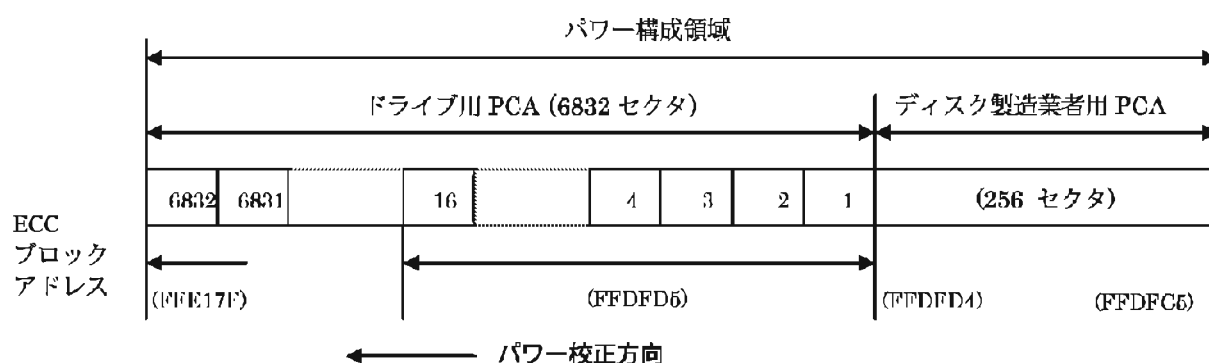 パワー構成領域
ドライブ用 PCA (6832 セクタ)
ディスク製造業者用 PCA
6832 6831 16 4 3 2 1 (256 セクタ)
ECC
ブロック
アドレス
(FFE17F) (FFDFD5) (FFDFD4) (FFDFC5)
パワー校正方向